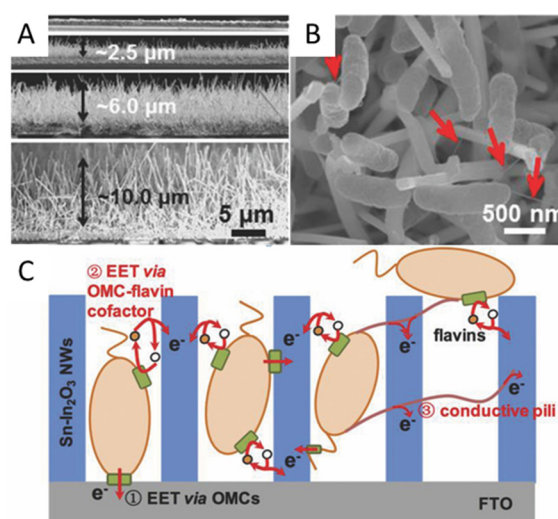 A
~2.5 μm
~6.0 μm
~10.0 μm
5 μm
B
500 nm
C
② EET via
OMC-flavin
cofactor
Sn-In₂O₃ NWs
e⁻
e⁻
e⁻
e⁻
flavins
e⁻
③ conductive pili
e⁻
① EET via OMCs
FTO